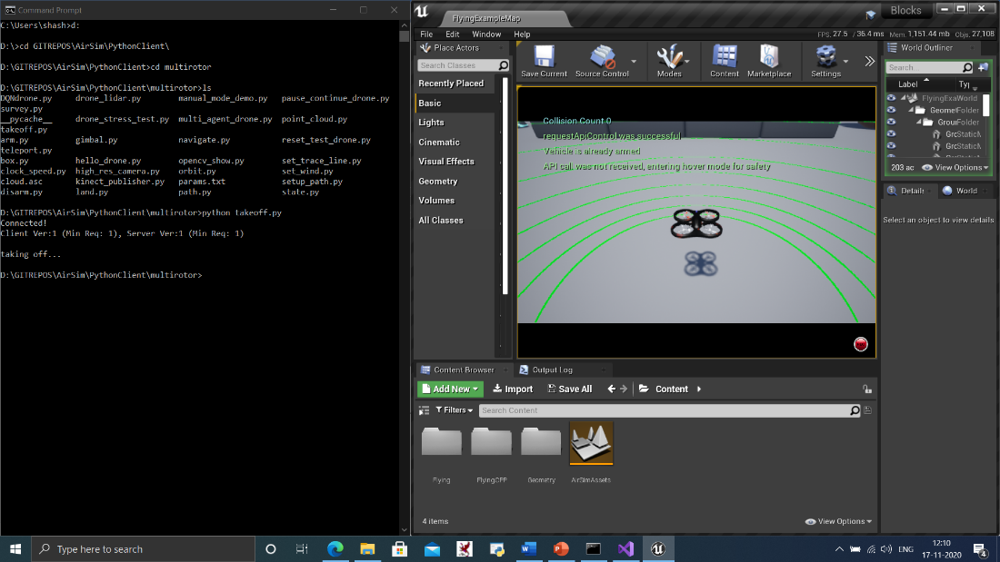 Command Prompt
C:\Users\shash>d:
D:\>cd GITREPOS\AirSim\PythonClient\
D:\GITREPOS\AirSim\PythonClient>cd multirotor
D:\GITREPOS\AirSim\PythonClient\multirotor>ls
DQNdrone.py drone_lidar.py manual_mode_demo.py pause_continue_drone.py
survey.py
__pycache__ drone_stress_test.py multi_agent_drone.py point_cloud.py
takeoff.py
arm.py gimbal.py navigate.py reset_test_drone.py
teleport.py
box.py hello_drone.py opencv_show.py set_trace_line.py
clock_speed.py high_res_camera.py orbit.py set_wind.py
cloud.asc kinect_publisher.py params.txt setup_path.py
disarm.py land.py path.py state.py
D:\GITREPOS\AirSim\PythonClient\multirotor>python takeoff.py
Connected!
Client Ver:1 (Min Req: 1), Server Ver:1 (Min Req: 1)
taking off...
D:\GITREPOS\AirSim\PythonClient\multirotor>
FlyingExampleMap
Blocks
File Edit Window Help
FPS: 27.5 / 36.4 ms Mem: 1,151.44 mb Objs: 27,108
Place Actors
Search Classes
Recently Placed
Basic
Lights
Cinematic
Visual Effects
Geometry
Volumes
All Classes
Save Current Source Control Modes Content Marketplace Settings
Collision Count 0
requestApiControl was successful
Vehicle is already armed
API call was not received, entering hover mode for safety
World Outliner
Search...
Label Typ
FlyingExaWorld
GeometFolder
GrourFolder
GrcStaticM
GrcStaticM
203 ac View Options
Details World
Select an object to view details
Content Browser Output Log
Add New Import Save All Content
Filters Search Content
Flying FlyingCPP Geometry AirSimAssets
4 items View Options
Type here to search
ENG
12:10
17-11-2020
4